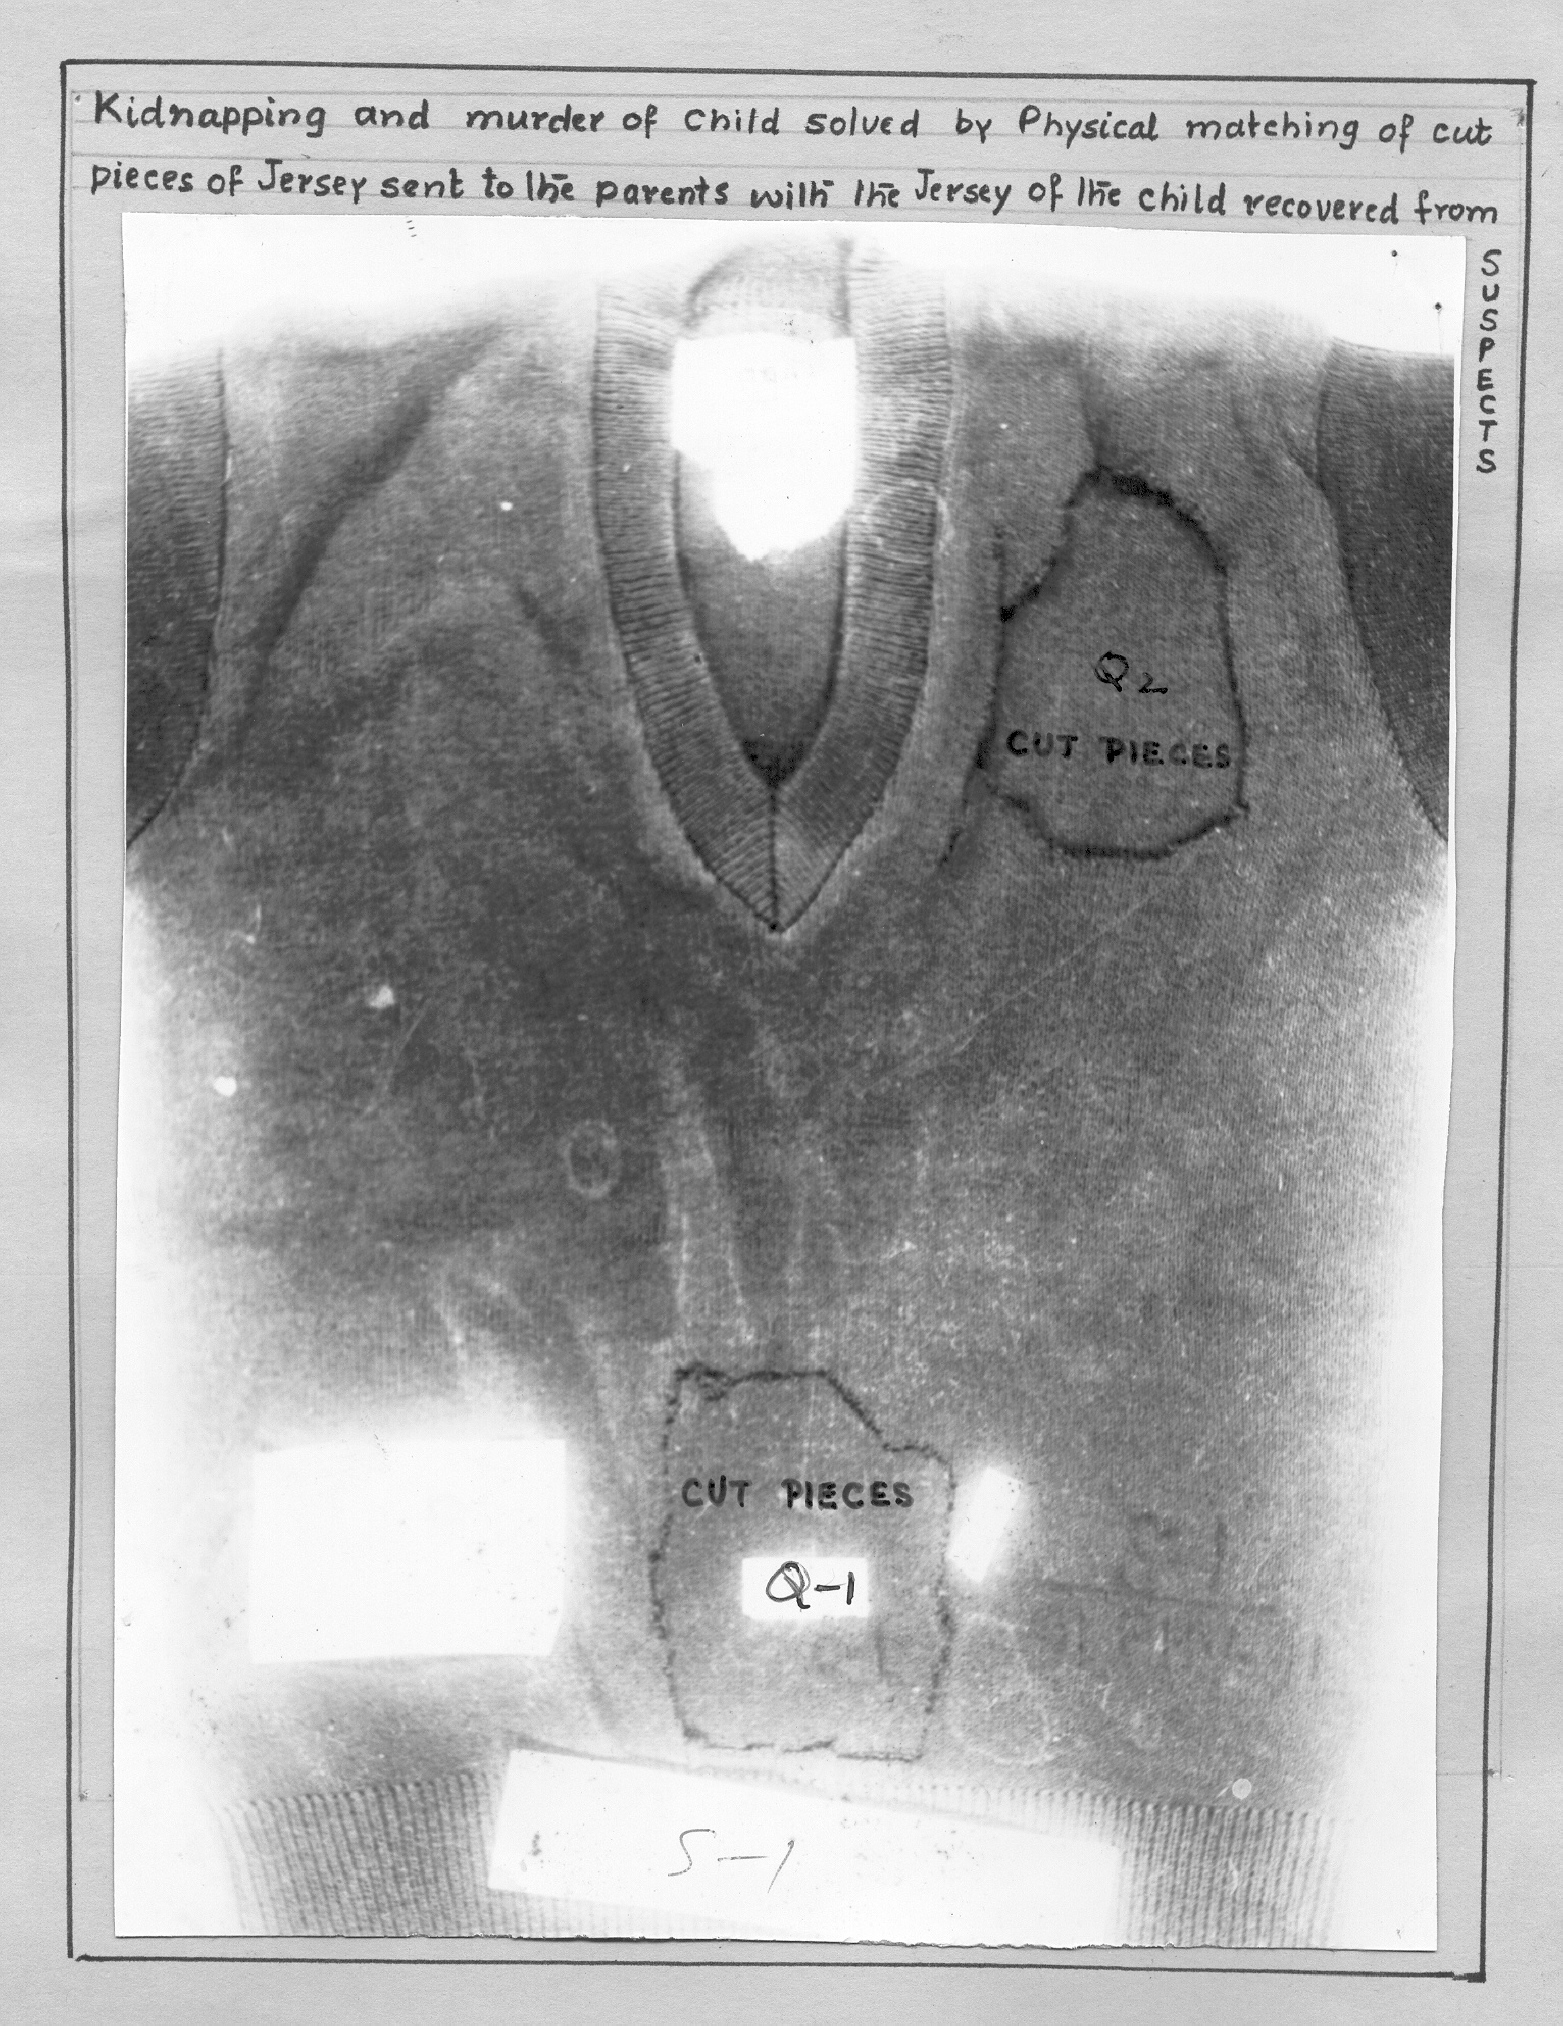 Kidnapping and murder of child solved by Physical matching of cut
pieces of Jersey sent to the parents with the Jersey of the child recovered from
SUSPECTS
Q2
CUT PIECES
CUT PIECES
Q-1
S-1